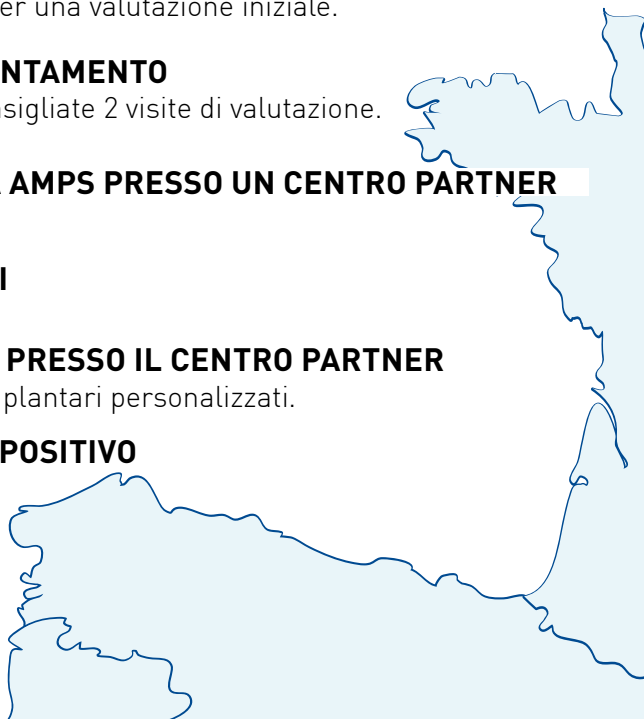 er una valutazione iniziale.
NTAMENTO
sigliate 2 visite di valutazione.
AMPS PRESSO UN CENTRO PARTNER
I
PRESSO IL CENTRO PARTNER
plantari personalizzati.
POSITIVO